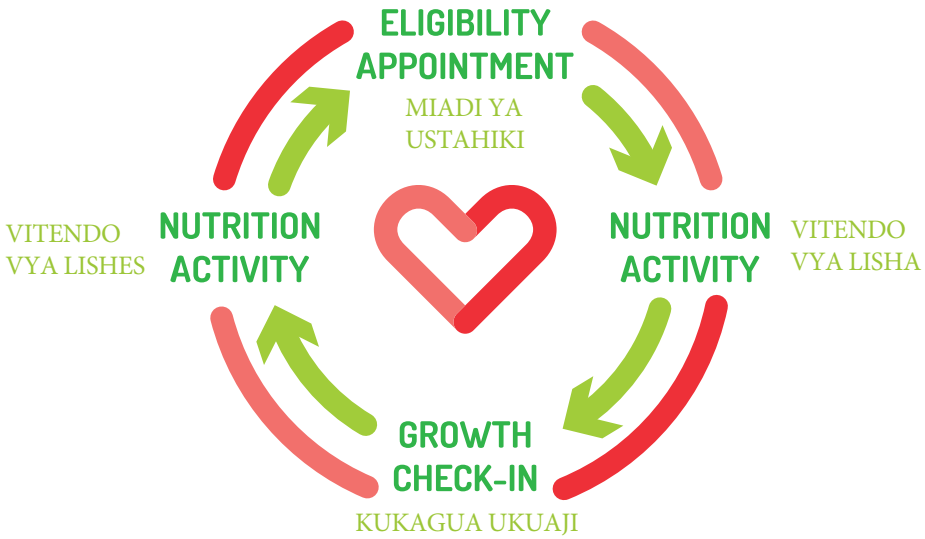 ELIGIBILITY
APPOINTMENT
MIADI YA
USTAHIKI
NUTRITION
ACTIVITY
VITENDO
VYA LISHA
GROWTH
CHECK-IN
KUKAGUA UKUAJI
NUTRITION
ACTIVITY
VITENDO
VYA LISHES